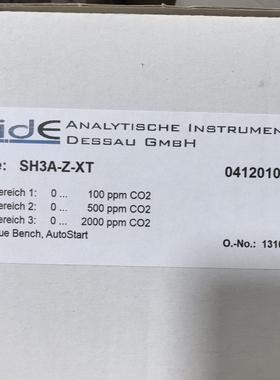 ide
ANALYTISCHE INSTRUMEN
DESSAU GMBH
e: SH3A-Z-XT 0412010
ereich 1: 0 ... 100 ppm CO2
ereich 2: 0 ... 500 ppm CO2
ereich 3: 0 ... 2000 ppm CO2
ue Bench, AutoStart
O.-No.: 1310